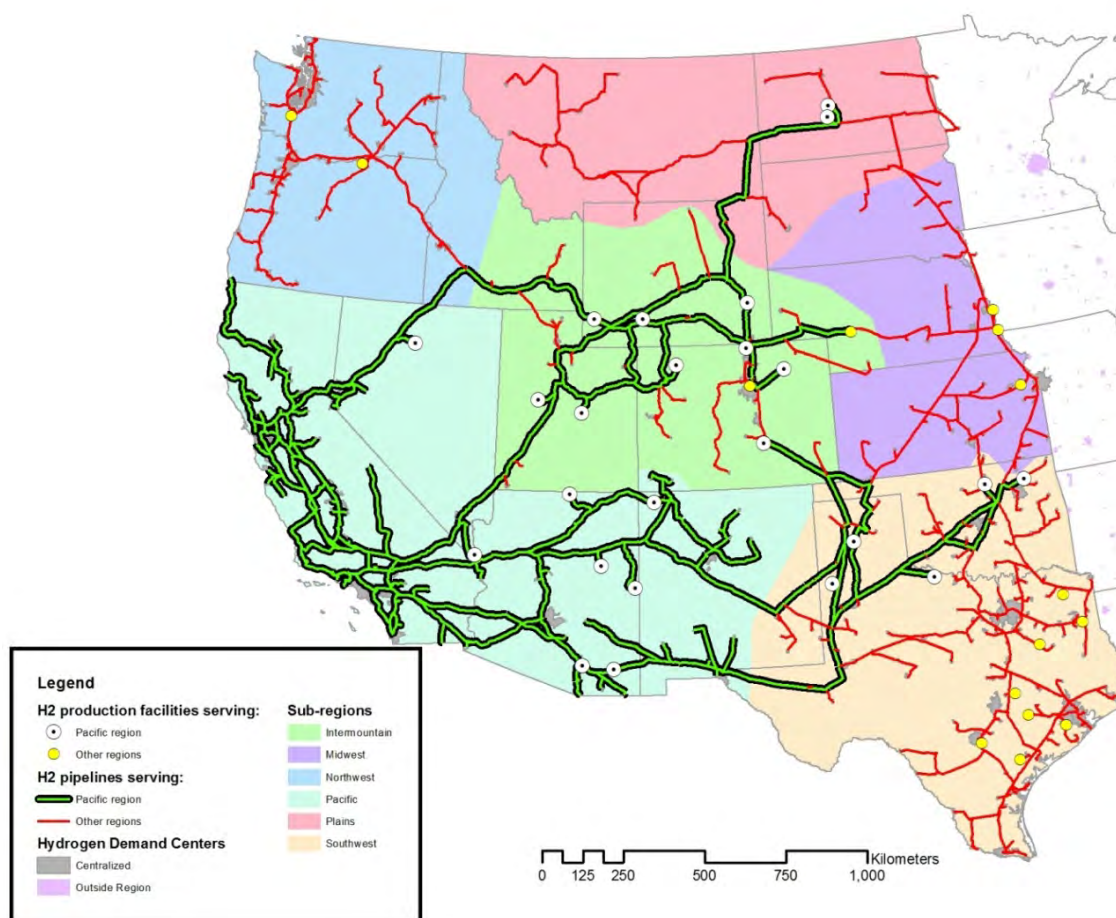 Legend
H2 production facilities serving:
Pacific region
Other regions
H2 pipelines serving:
Pacific region
Other regions
Hydrogen Demand Centers
Centralized
Outside Region
Sub-regions
Intermountain
Midwest
Northwest
Pacific
Plains
Southwest
Kilometers
0 125 250 500 750 1,000